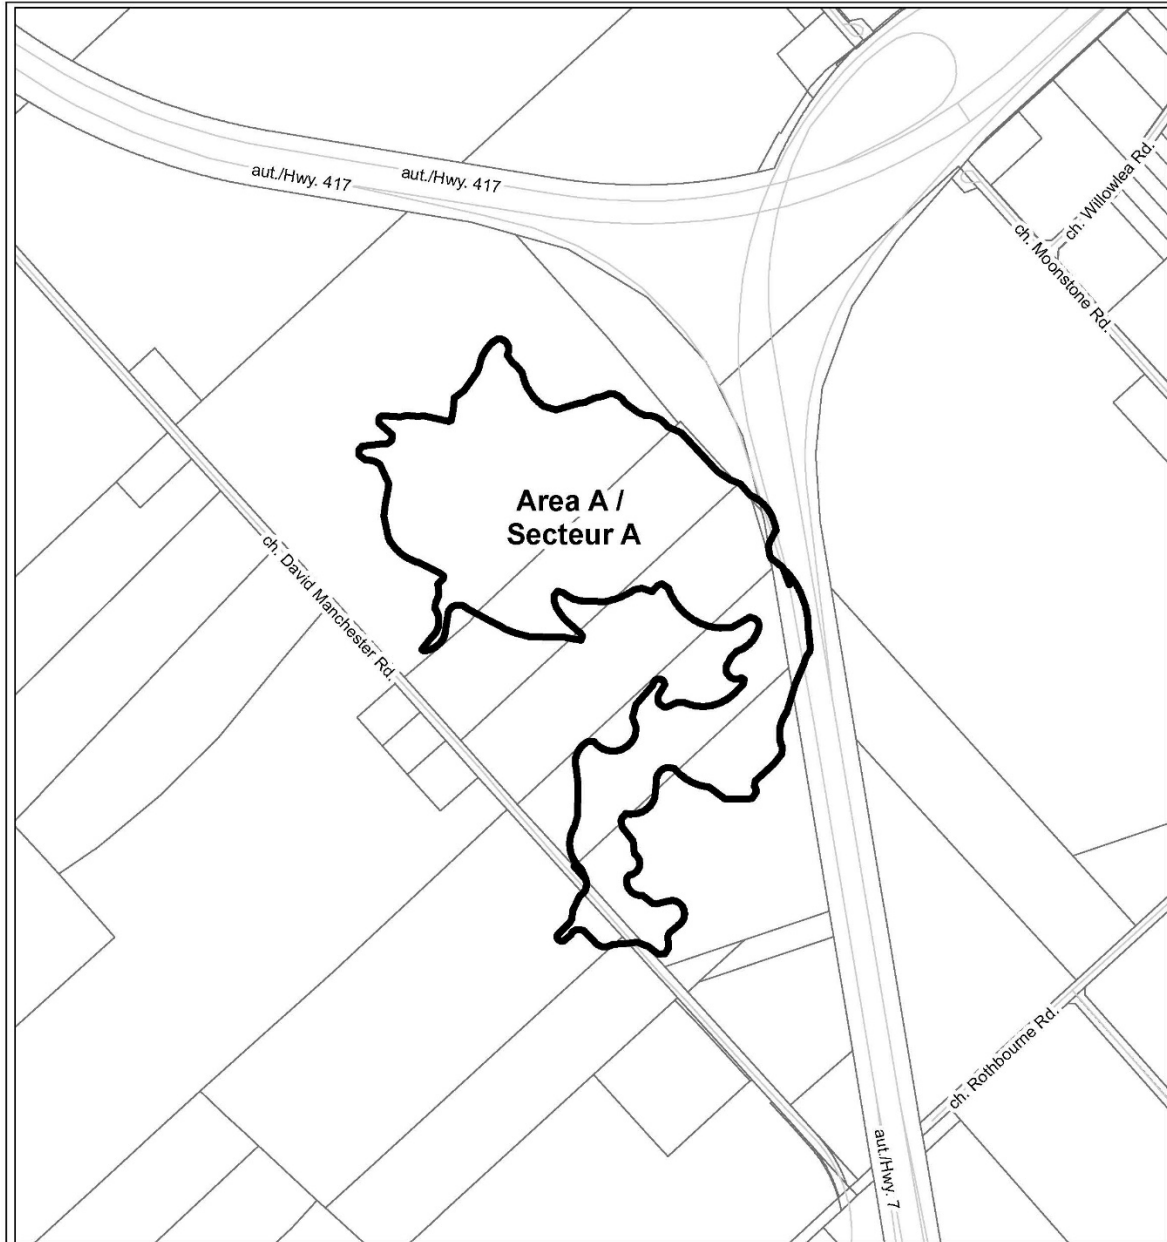 aut./Hwy. 417
aut./Hwy. 417
ch. Willowlea Rd.
ch. Moonstone Rd.
Area A /
Secteur A
ch. David Manchester Rd.
ch. Rothbourne Rd.
aut./Hwy. 7